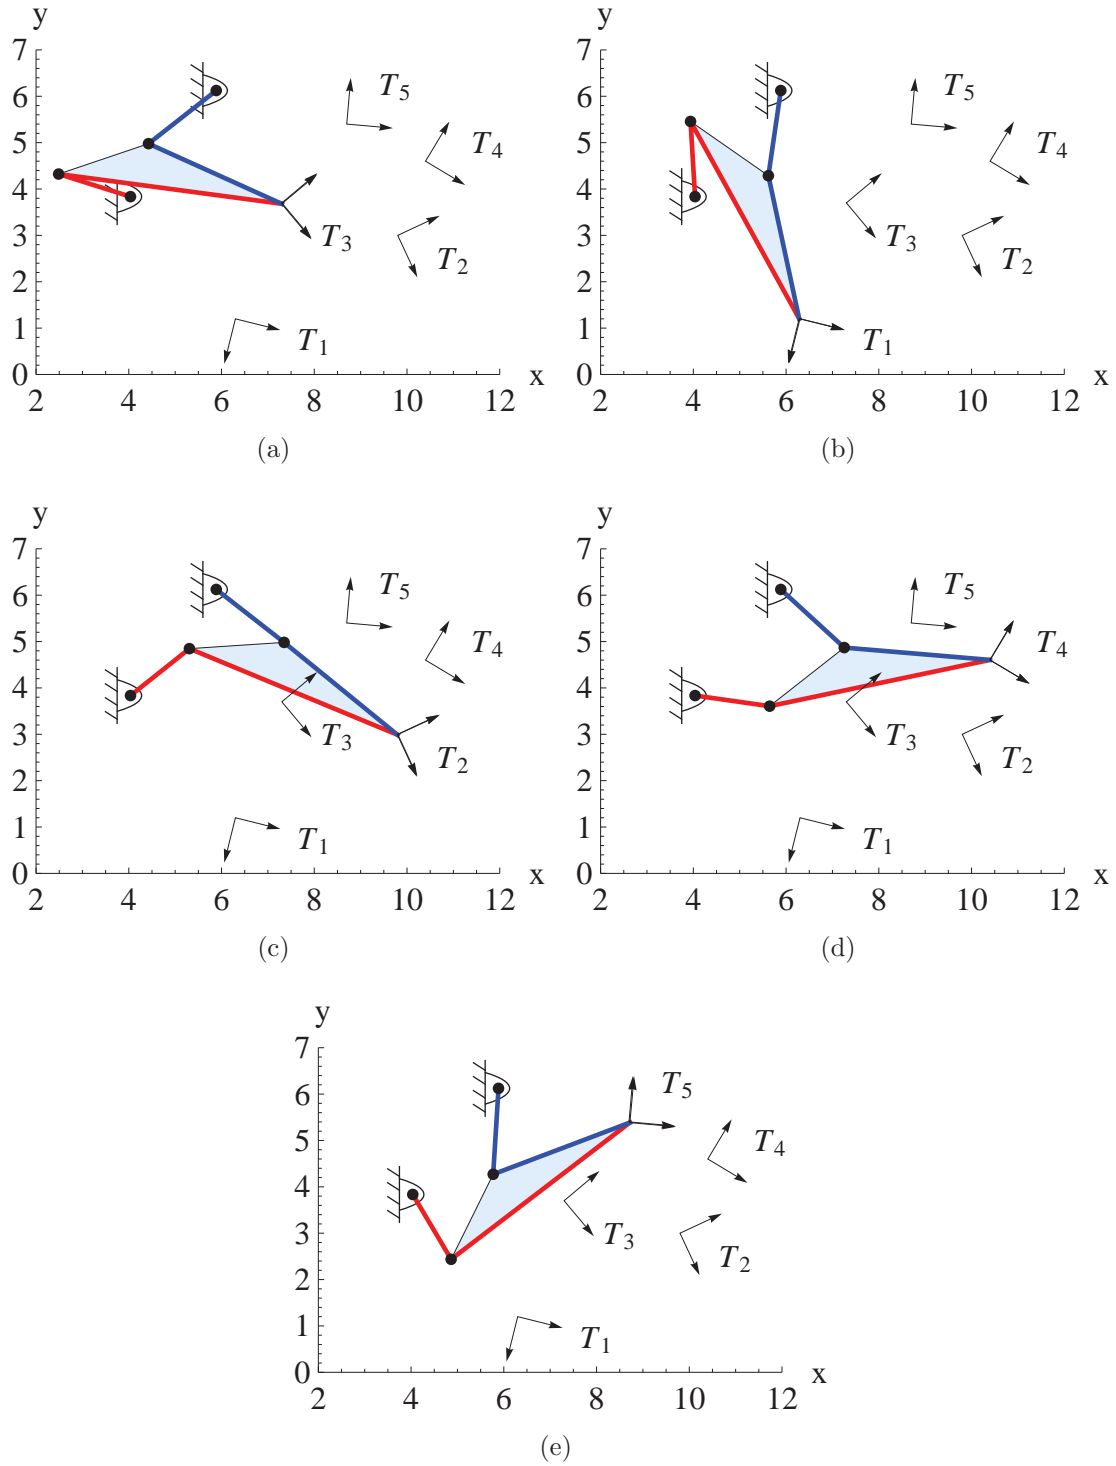 y y
7 7
6 T5 6 T5
5 T4 5 T4
4 4
3 T3 T2 3 T3 T2
2 2
1 T1 1 T1
0 x 0 x
2 4 6 8 10 12 2 4 6 8 10 12
(a) (b)
y y
7 7
6 T5 6 T5
5 T4 5 T4
4 4
3 T3 T2 3 T3 T2
2 2
1 T1 1 T1
0 x 0 x
2 4 6 8 10 12 2 4 6 8 10 12
(c) (d)
y
7
6 T5
5 T4
4
3 T3 T2
2
1 T1
0 x
2 4 6 8 10 12
(e)